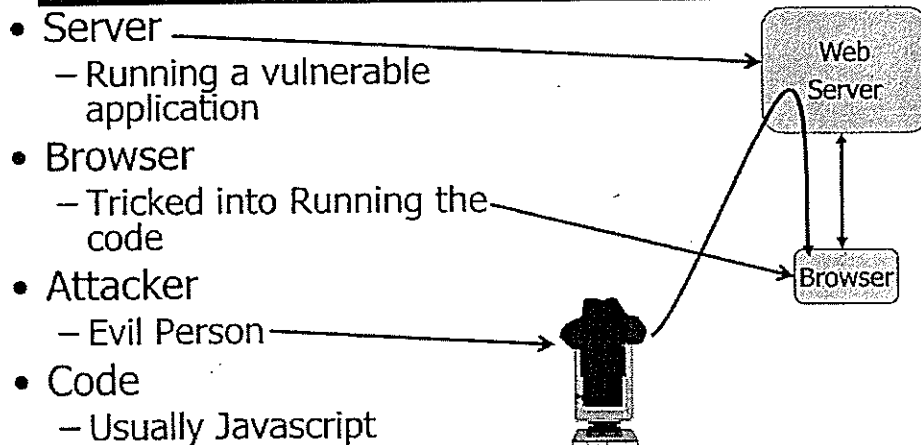 • Server
– Running a vulnerable
application
• Browser
– Tricked into Running the
code
• Attacker
– Evil Person
• Code
– Usually Javascript
Web
Server
Browser